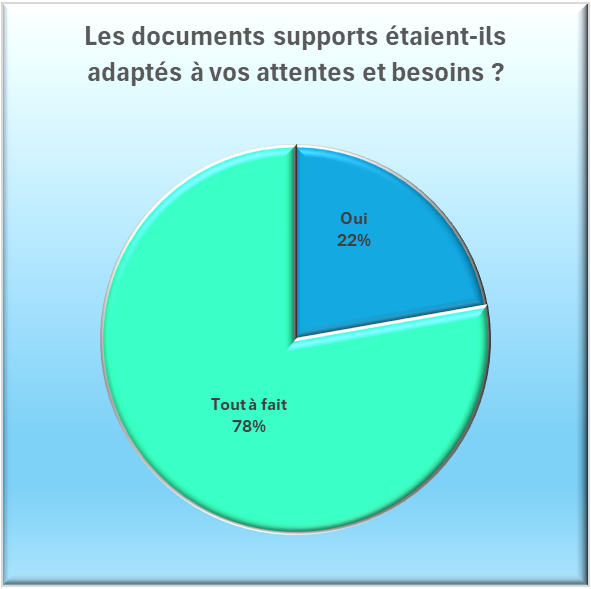 Les documents supports étaient-ils
adaptés à vos attentes et besoins ?
Oui
22%
Tout à fait
78%